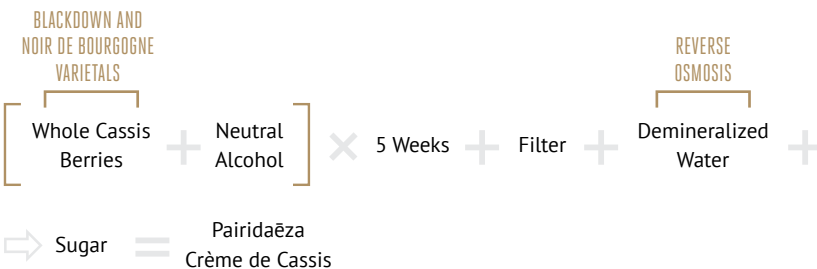 BLACKDOWN AND
NOIR DE BOURGOGNE
VARIETALS
REVERSE
OSMOSIS
[ Whole Cassis
Berries + Neutral
Alcohol ] × 5 Weeks + Filter + Demineralized
Water +
⇨ Sugar = Pairidaēza
Crème de Cassis